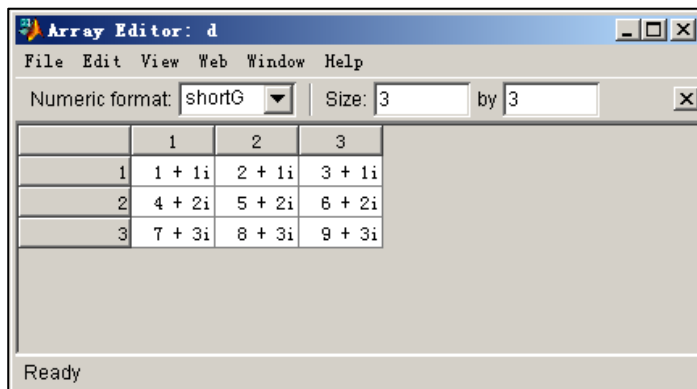 Array Editor: d
File Edit View Web Window Help
Numeric format: shortG Size: 3 by 3
1 2 3
1 1 + 1i 2 + 1i 3 + 1i
2 4 + 2i 5 + 2i 6 + 2i
3 7 + 3i 8 + 3i 9 + 3i
Ready